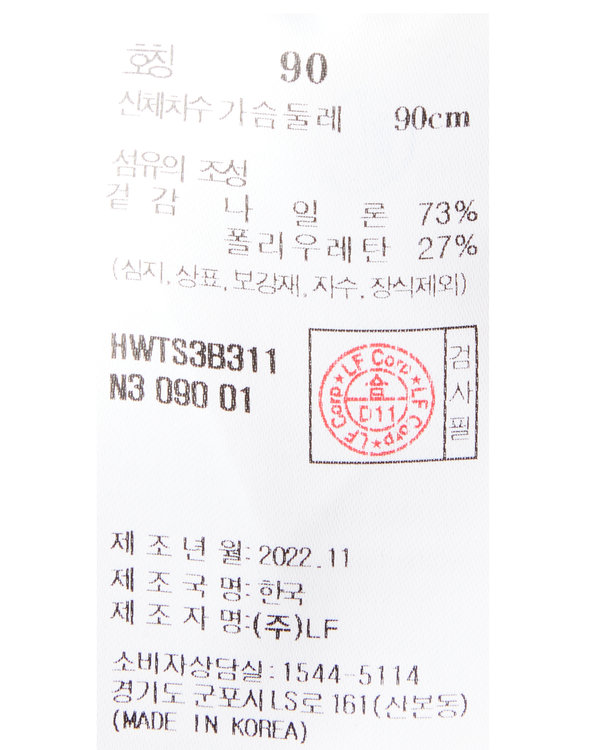 호칭 90
신체치수 가슴둘레 90cm
섬유의 조성
겉감 나일론 73%
폴리우레탄 27%
(심지,상표,보강재,자수,장식제외)
HWTS3B311
N3 090 01
LF Corp★LF Corp★LF Corp★
합
D11
검사필
제조년월:2022.11
제조국명:한국
제조자명:(주)LF
소비자상담실:1544-5114
경기도 군포시 LS로 161(산본동)
(MADE IN KOREA)